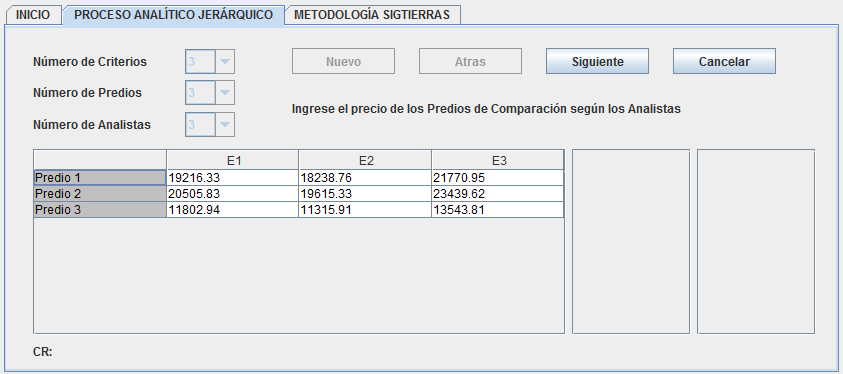 INICIO PROCESO ANALÍTICO JERÁRQUICO METODOLOGÍA SIGTIERRAS
Número de Criterios 3 Nuevo Atras Siguiente Cancelar
Número de Predios 3
Ingrese el precio de los Predios de Comparación según los Analistas
Número de Analistas 3
E1 E2 E3
Predio 1 19216.33 18238.76 21770.95
Predio 2 20505.83 19615.33 23439.62
Predio 3 11802.94 11315.91 13543.81
CR: